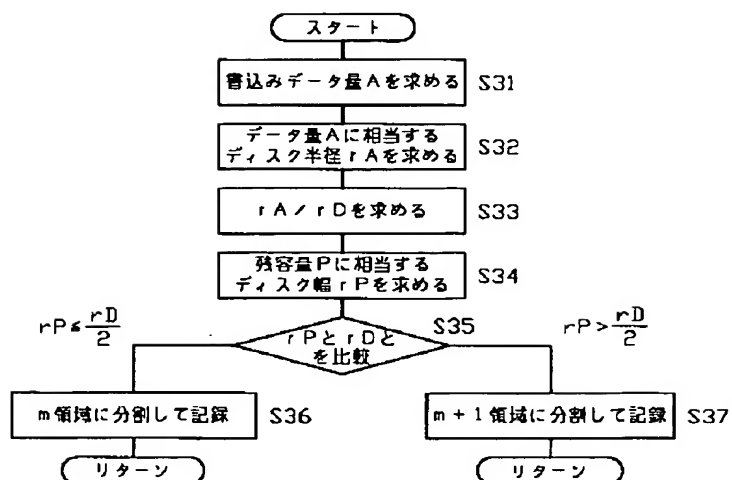 スタート
書込みデータ量Aを求める
S31
データ量Aに相当する
ディスク半径rAを求める
S32
rA/rDを求める
S33
残容量Pに相当する
ディスク幅rPを求める
S34
rP≦rD/2
rPとrDと
を比較
S35
rP>rD/2
m領域に分割して記録
S36
m+1領域に分割して記録
S37
リターン
リターン